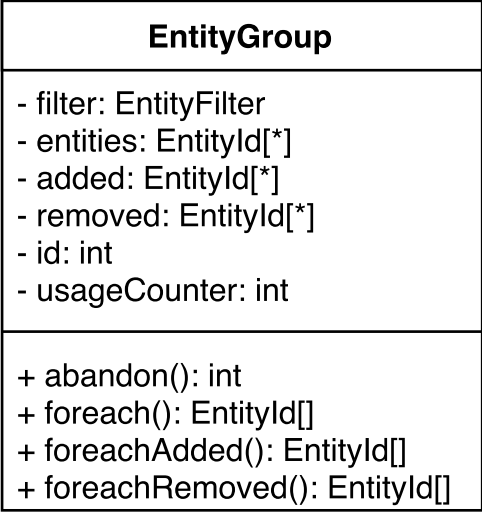 EntityGroup
- filter: EntityFilter
- entities: EntityId[*]
- added: EntityId[*]
- removed: EntityId[*]
- id: int
- usageCounter: int
+ abandon(): int
+ foreach(): EntityId[]
+ foreachAdded(): EntityId[]
+ foreachRemoved(): EntityId[]